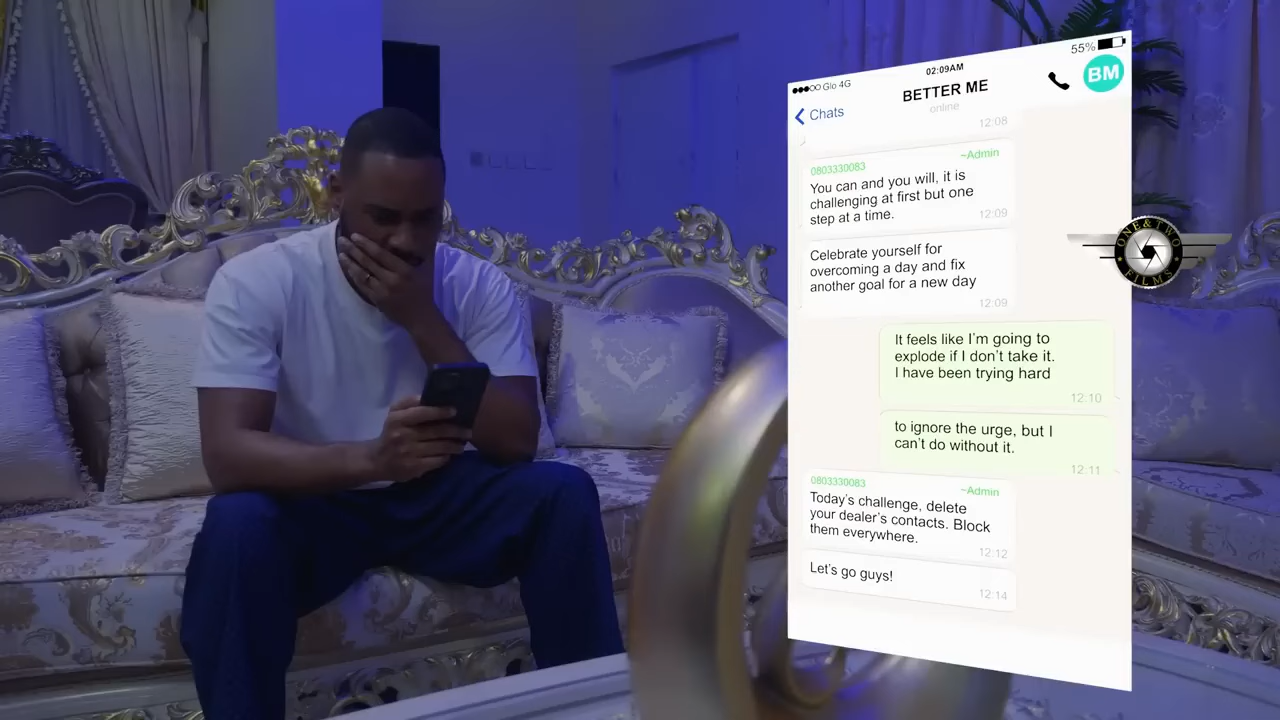 ●●●○○ Glo 4G
02:09AM
55%
Chats
BETTER ME
online
BM
12:08
0803330083
~Admin
You can and you will, it is
challenging at first but one
step at a time.
12:09
Celebrate yourself for
overcoming a day and fix
another goal for a new day
12:09
It feels like I'm going to
explode if I don't take it.
I have been trying hard
12:10
to ignore the urge, but I
can't do without it.
12:11
0803330083
~Admin
Today's challenge, delete
your dealer's contacts. Block
them everywhere.
12:12
Let's go guys!
12:14
ONE&TWO
FILMS